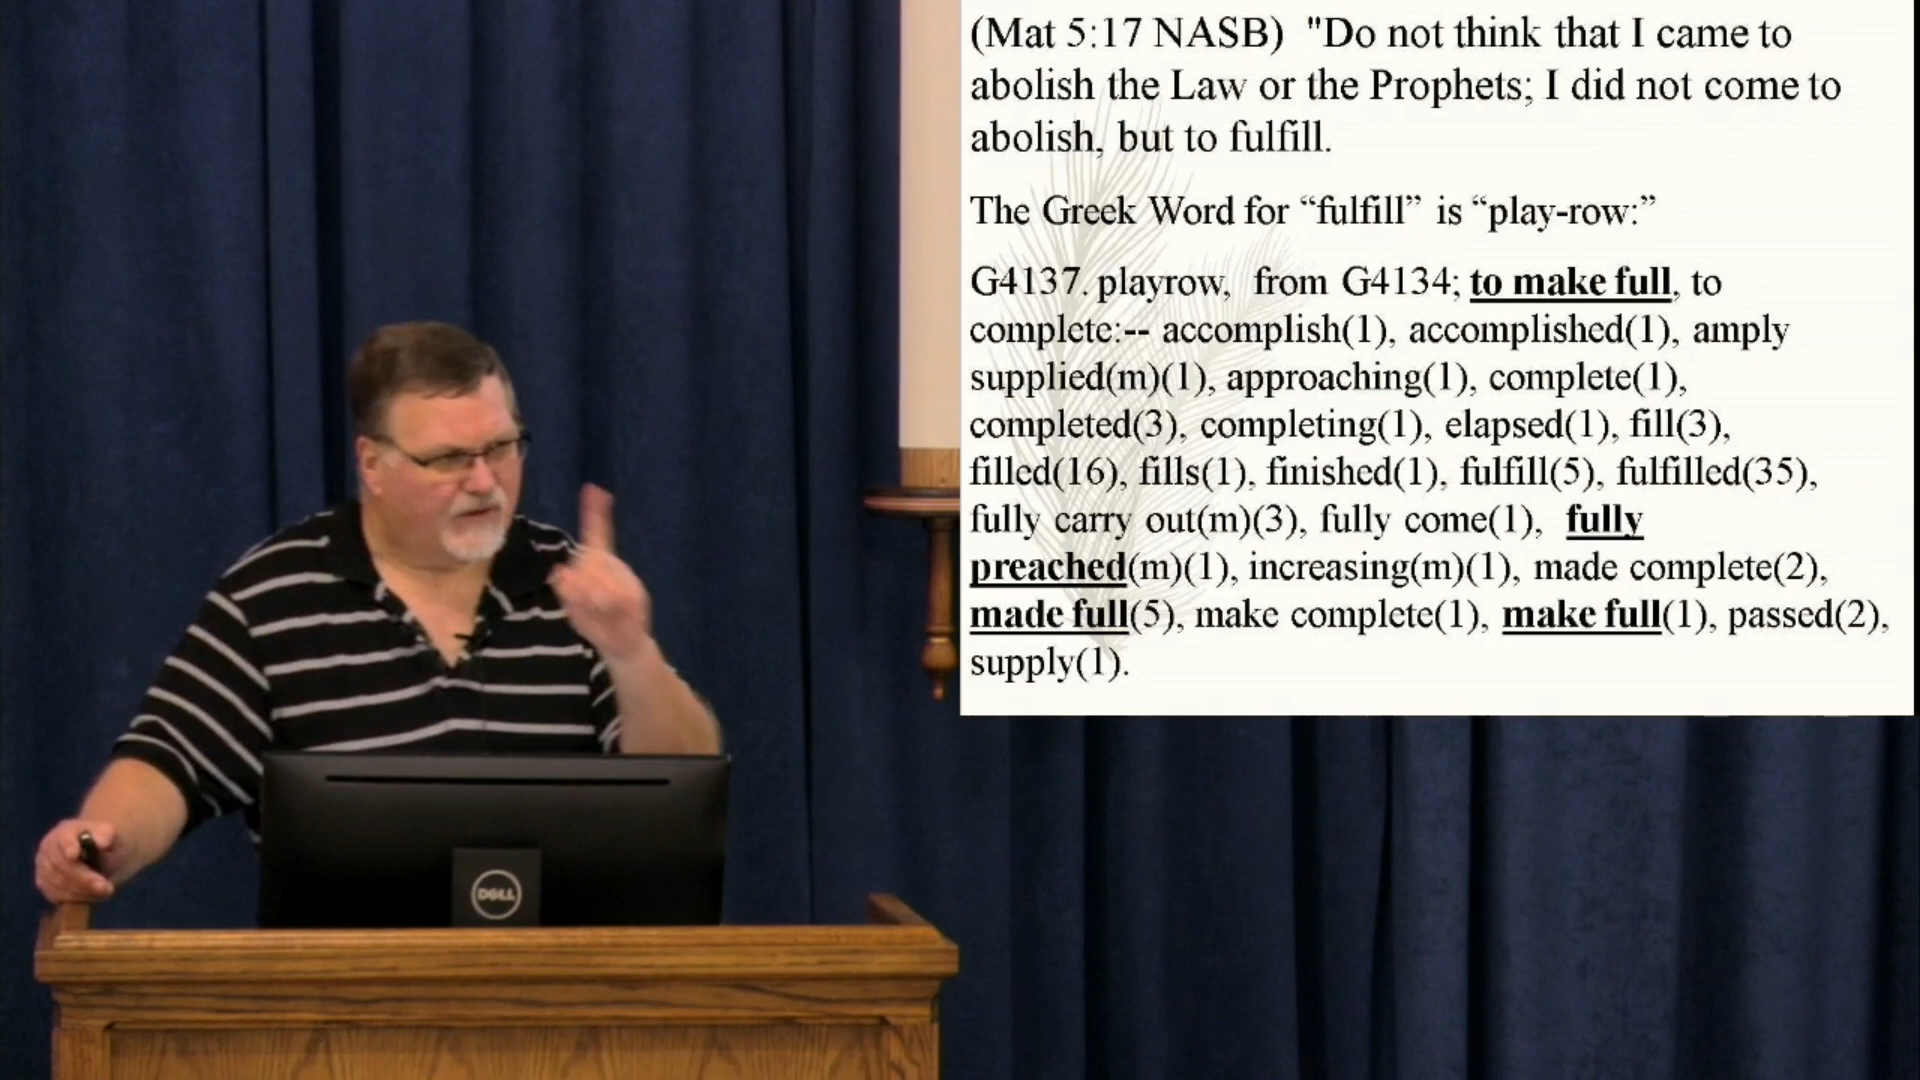 (Mat 5:17 NASB) "Do not think that I came to
abolish the Law or the Prophets; I did not come to
abolish, but to fulfill.
The Greek Word for “fulfill” is “play-row:”
G4137. playrow, from G4134; to make full, to
complete:-- accomplish(1), accomplished(1), amply
supplied(m)(1), approaching(1), complete(1),
completed(3), completing(1), elapsed(1), fill(3),
filled(16), fills(1), finished(1), fulfill(5), fulfilled(35),
fully carry out(m)(3), fully come(1), fully
preached(m)(1), increasing(m)(1), made complete(2),
made full(5), make complete(1), make full(1), passed(2),
supply(1).
DELL